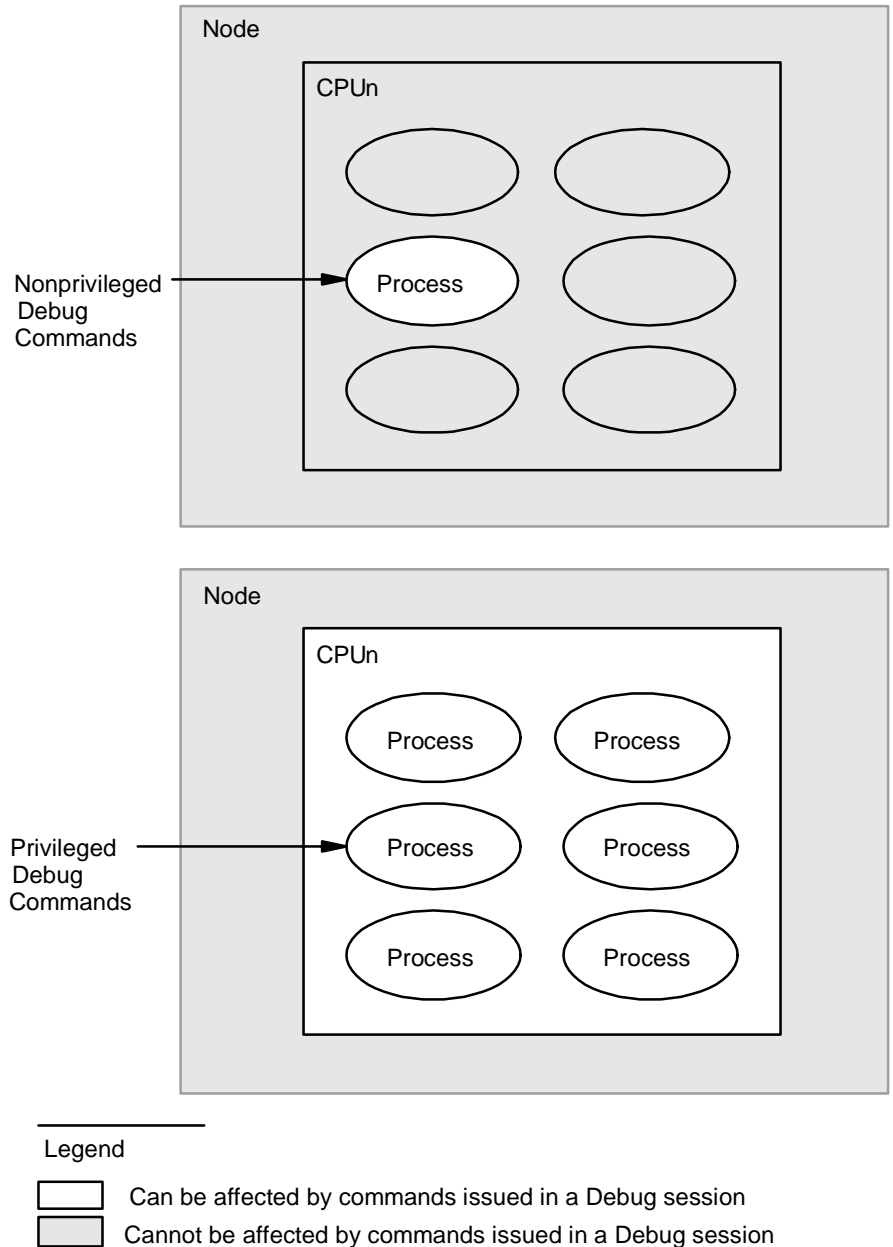 Node
CPUn
Nonprivileged
Debug
Commands
Process
Node
CPUn
Process
Process
Privileged
Debug
Commands
Process
Process
Process
Process
Legend
Can be affected by commands issued in a Debug session
Cannot be affected by commands issued in a Debug session